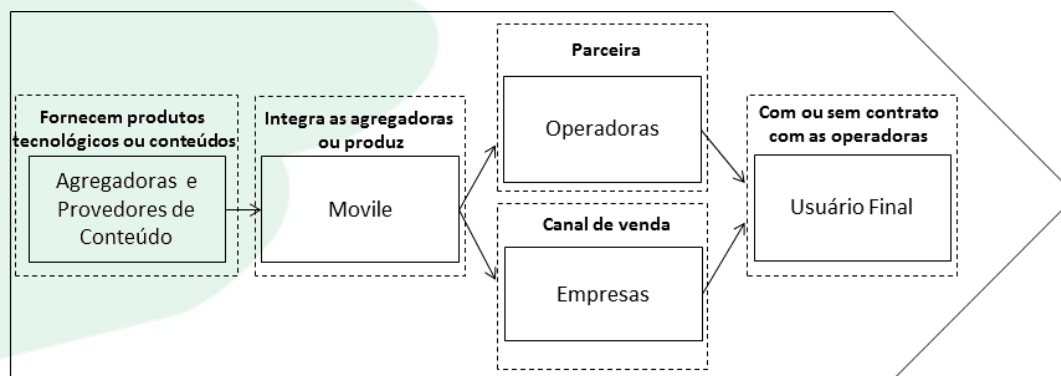 Fornecem produtos
tecnológicos ou conteúdos
Agregadoras e
Provedores de
Conteúdo
Integra as agregadoras
ou produz
Movile
Parceira
Operadoras
Canal de venda
Empresas
Com ou sem contrato
com as operadoras
Usuário Final